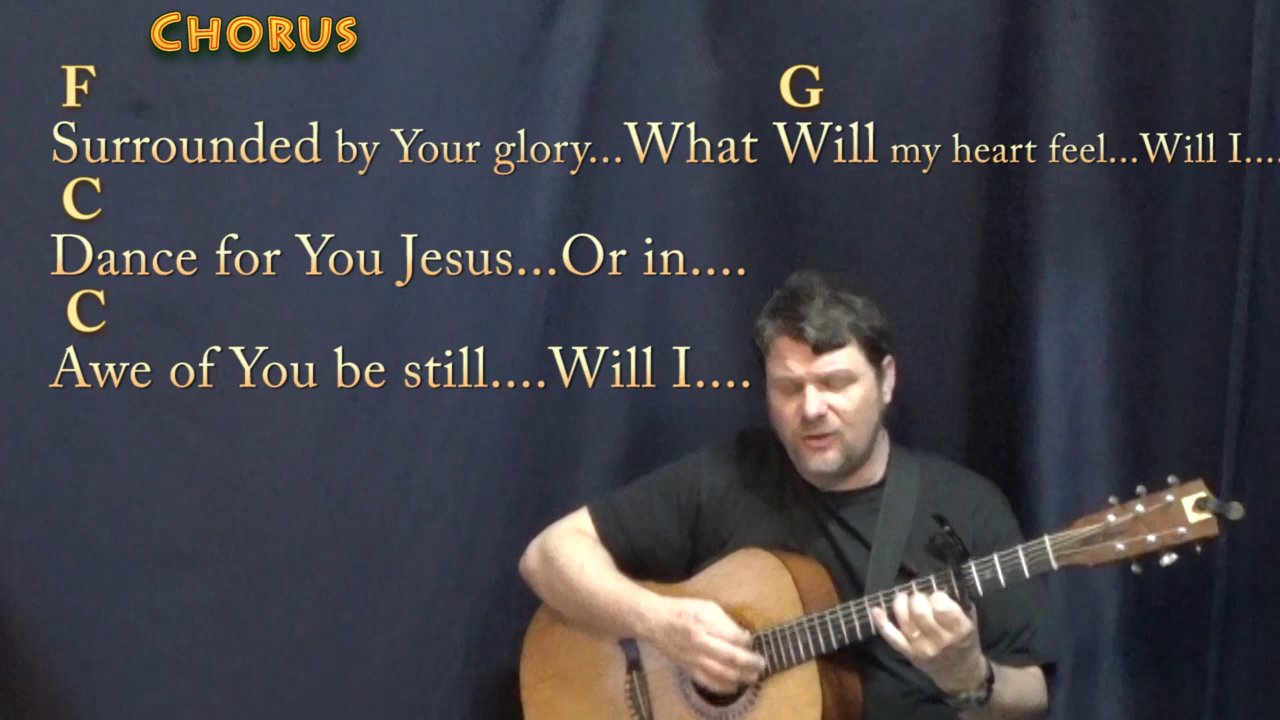 CHORUS
F G
Surrounded by Your glory...What Will my heart feel...Will I....
C
Dance for You Jesus...Or in....
C
Awe of You be still....Will I....